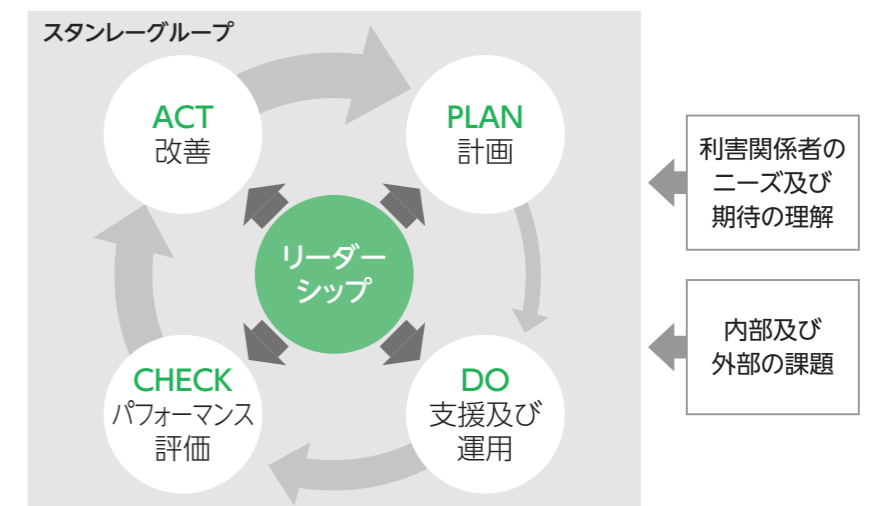 スタンレーグループ
ACT
改善
PLAN
計画
リーダー
シップ
CHECK
パフォーマンス
評価
DO
支援及び
運用
利害関係者の
ニーズ及び
期待の理解
内部及び
外部の課題